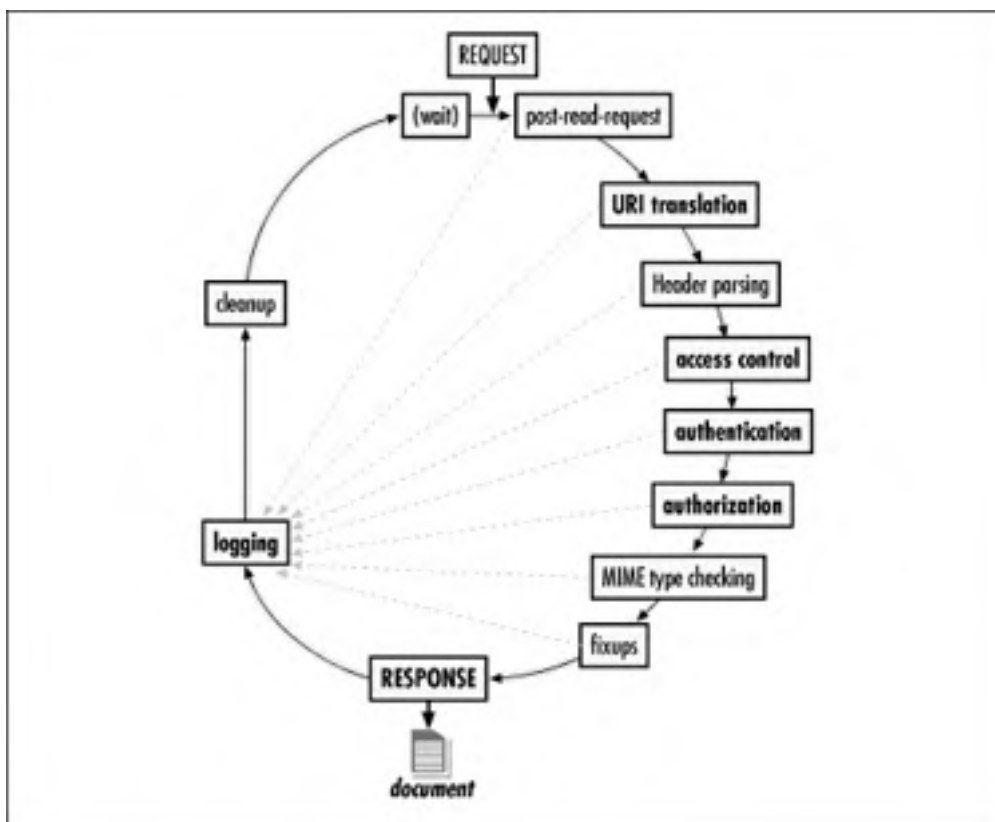 REQUEST
(wait)
post-read-request
URI translation
Header parsing
access control
authentication
authorization
MIME type checking
fixups
RESPONSE
document
logging
cleanup